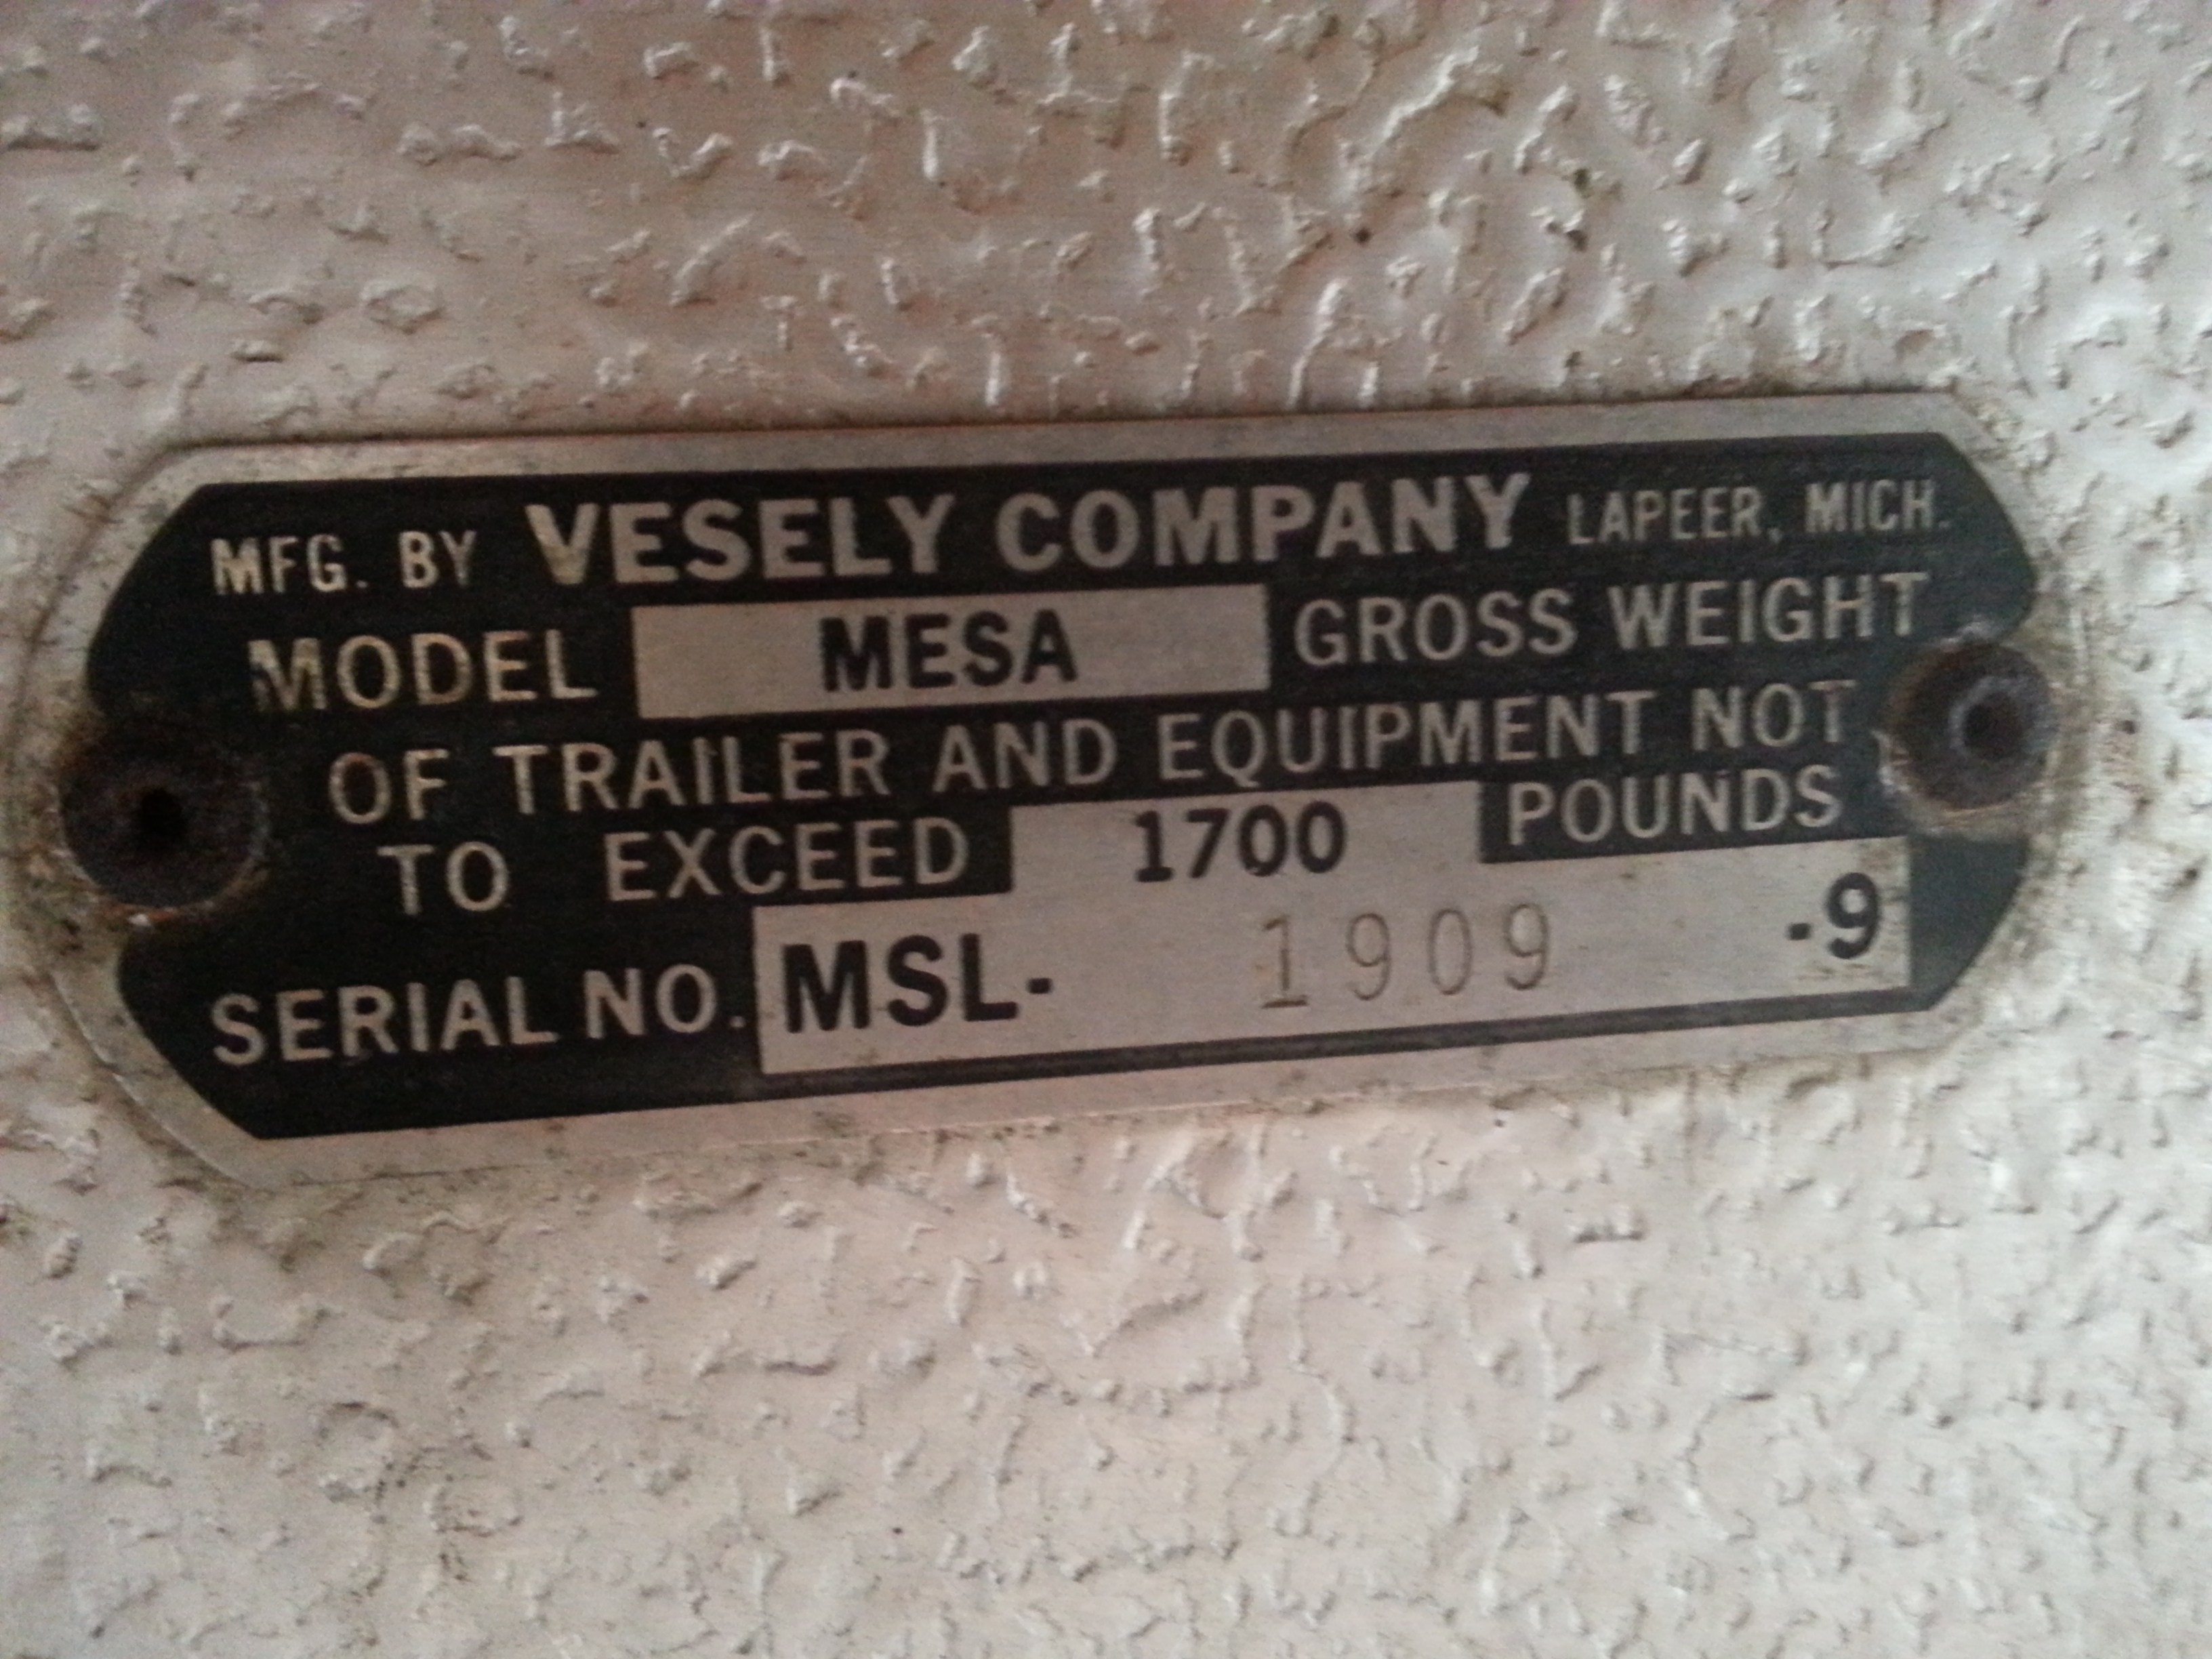 MFG. BY VESELY COMPANY LAPEER, MICH.
MODEL MESA GROSS WEIGHT
OF TRAILER AND EQUIPMENT NOT
TO EXCEED 1700 POUNDS
SERIAL NO. MSL- 1909 -9